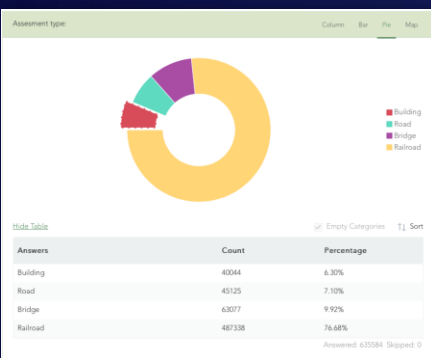 Assesment type: Column Bar Pie Map
Building
Road
Bridge
Railroad
Hide Table Empty Categories Sort
Answers Count Percentage
Building 40044 6.30%
Road 45125 7.10%
Bridge 63077 9.92%
Railroad 487338 76.68%
Answered: 635584 Skipped: 0